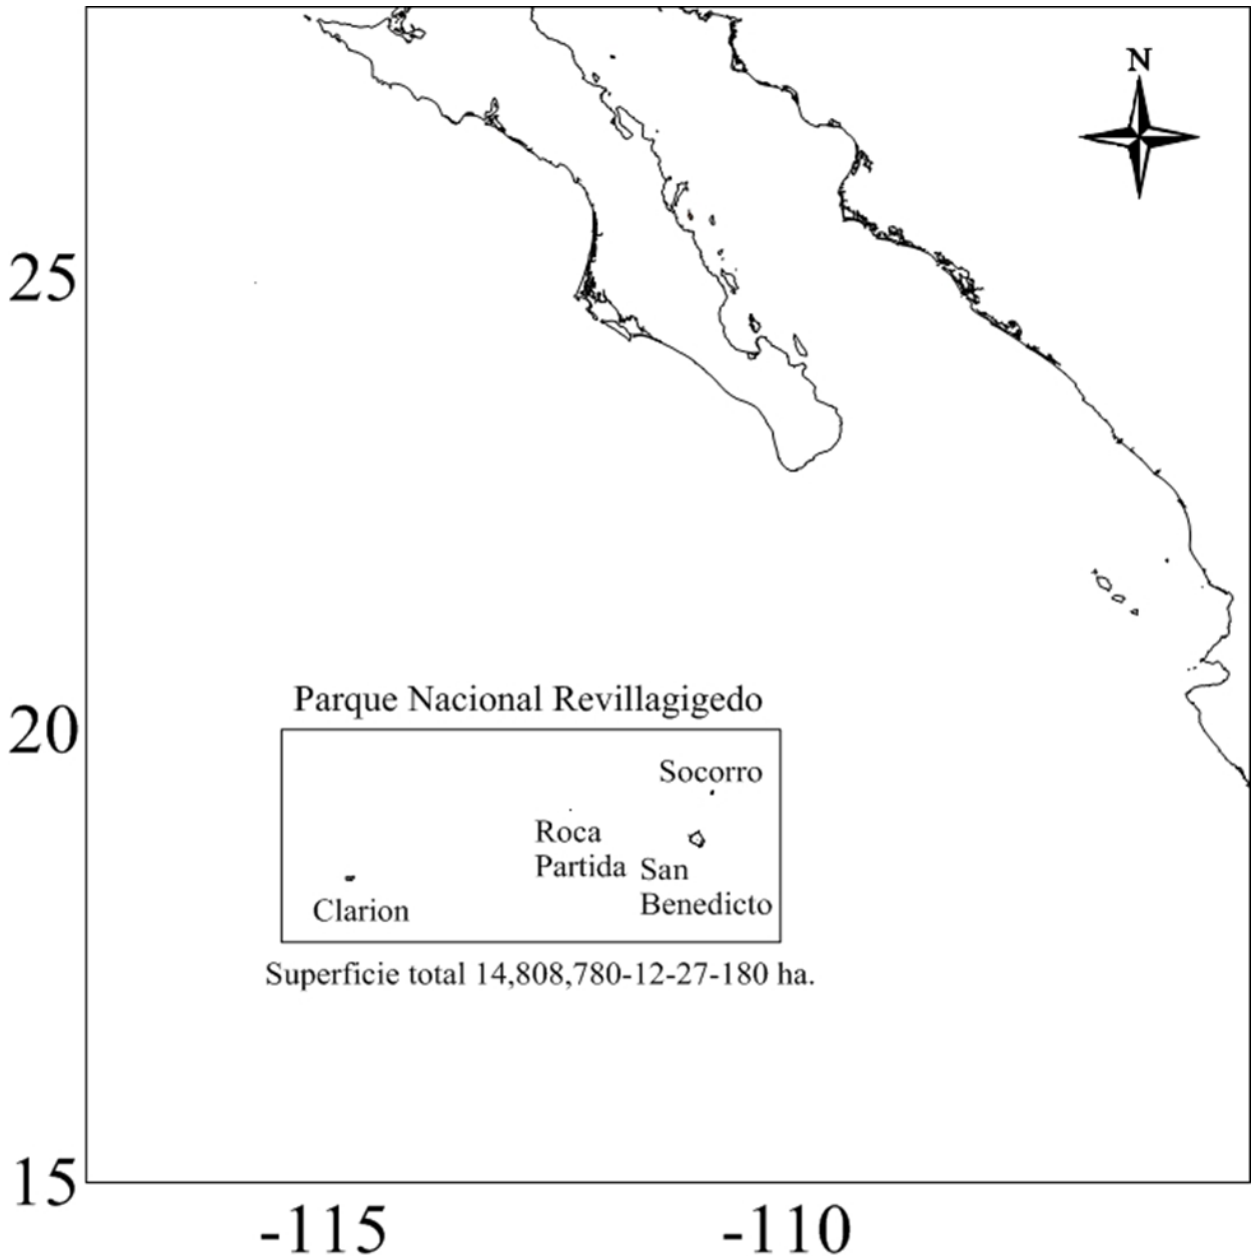 N
25
20
Parque Nacional Revillagigedo
Socorro
Roca
Partida
San
Benedicto
Clarion
Superficie total 14,808,780-12-27-180 ha.
15
-115
-110